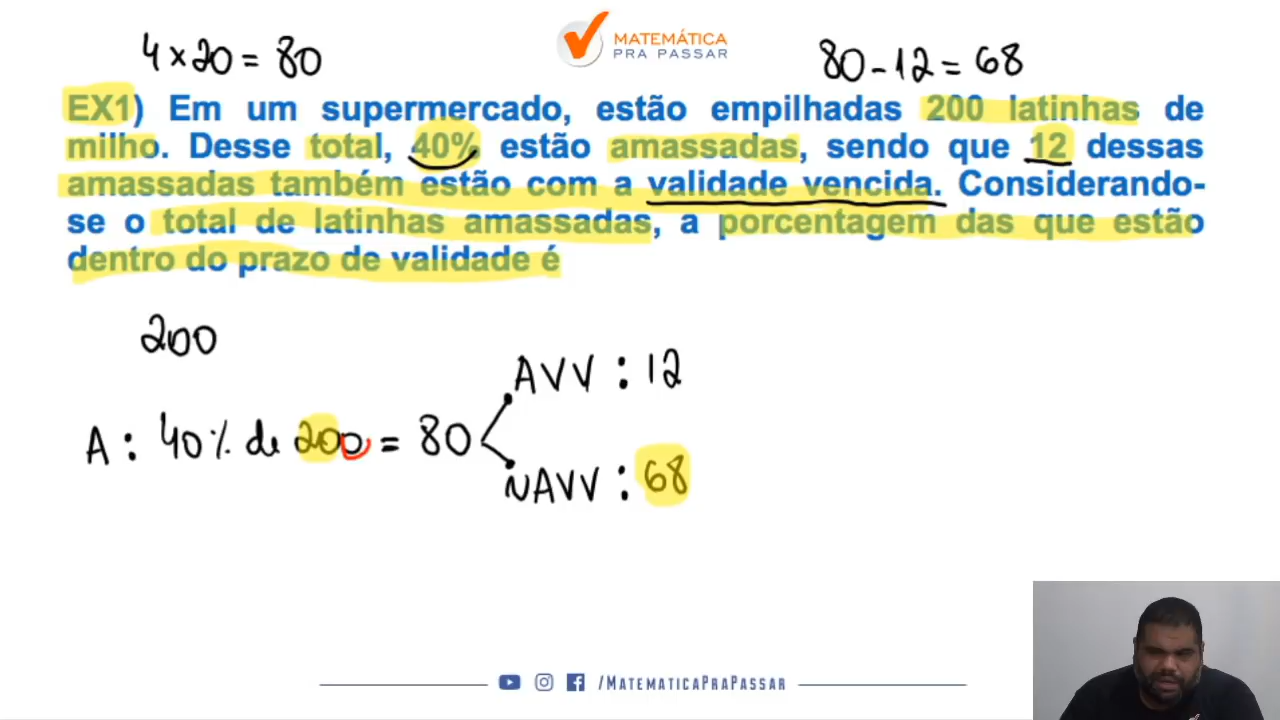 4 × 20 = 80
MATEMÁTICA
PRA PASSAR
80 - 12 = 68
EX1) Em um supermercado, estão empilhadas 200 latinhas de
milho. Desse total, 40% estão amassadas, sendo que 12 dessas
amassadas também estão com a validade vencida. Considerando-
se o total de latinhas amassadas, a porcentagem das que estão
dentro do prazo de validade é
200
AVV : 12
A : 40% de 200 = 80
NAVV : 68
/MATEMATICAPRAPASSAR